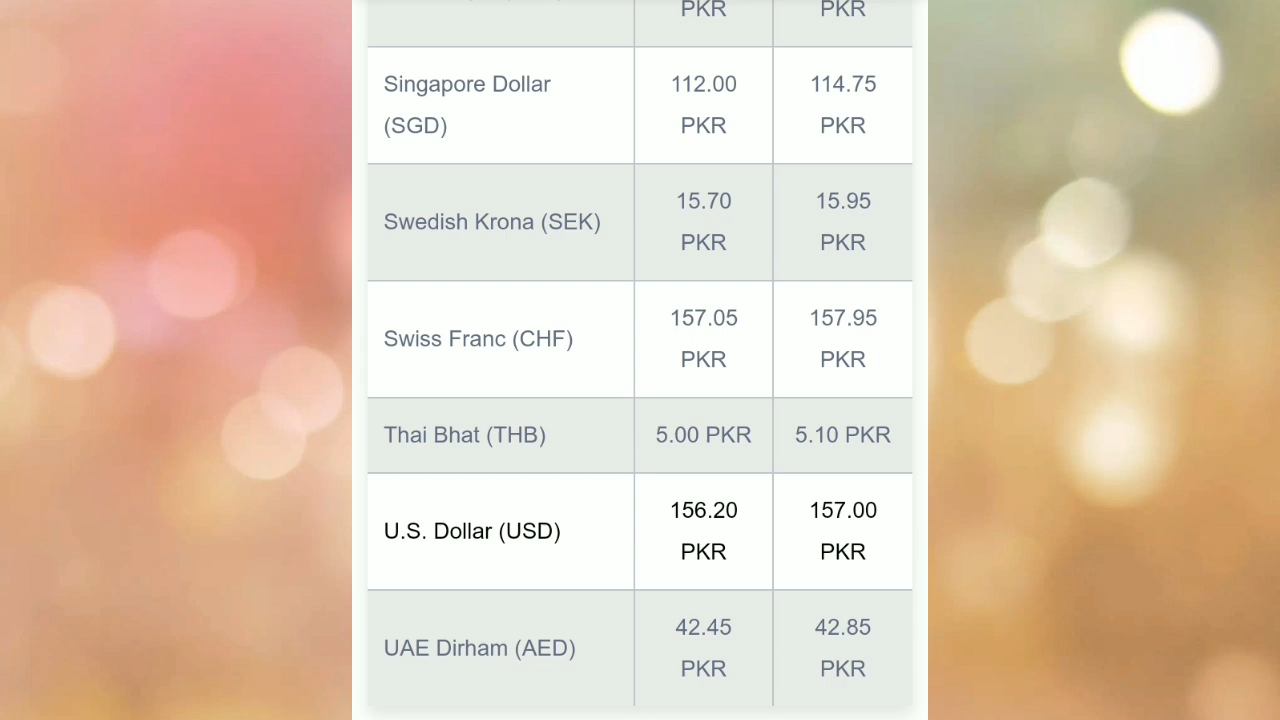 PKR PKR
Singapore Dollar
(SGD)
112.00
PKR
114.75
PKR
Swedish Krona (SEK)
15.70
PKR
15.95
PKR
Swiss Franc (CHF)
157.05
PKR
157.95
PKR
Thai Bhat (THB)
5.00 PKR
5.10 PKR
U.S. Dollar (USD)
156.20
PKR
157.00
PKR
UAE Dirham (AED)
42.45
PKR
42.85
PKR